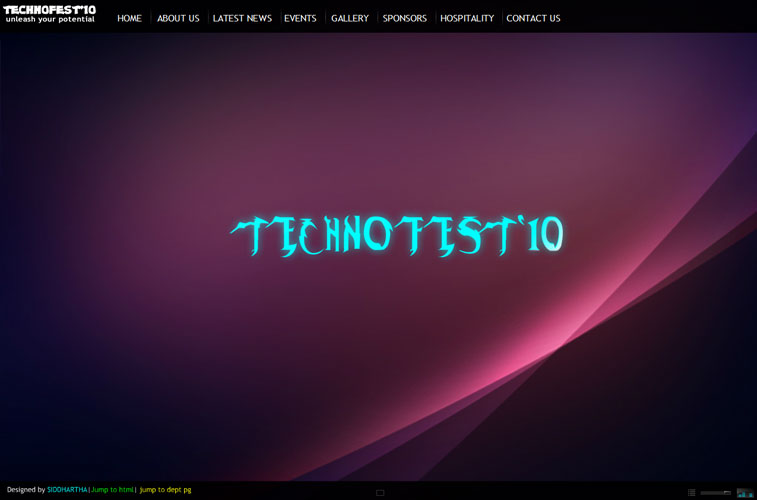 TECHNOFEST'10
unleash your potential
HOME ABOUT US LATEST NEWS EVENTS GALLERY SPONSORS HOSPITALITY CONTACT US
TECHNOFEST'10
Designed by SIDDHARTHA|Jump to html| jump to dept pg